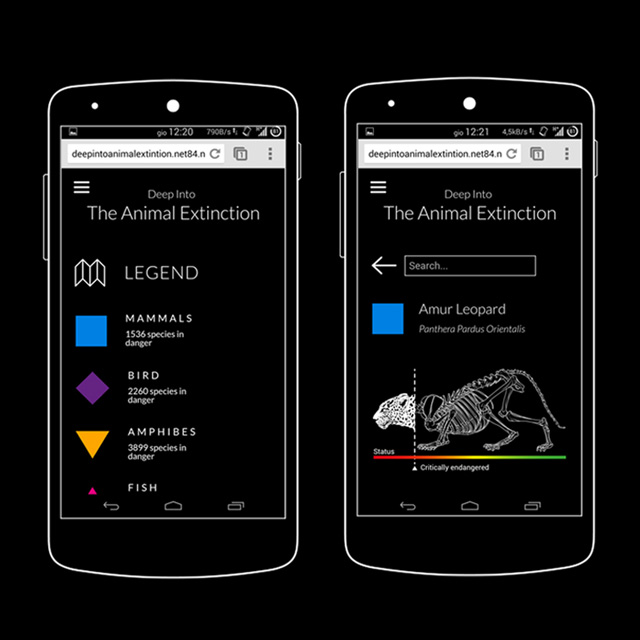 gio 12:20 790B/s
deepintoanimalextintion.net84.n
1
Deep Into
The Animal Extinction
LEGEND
MAMMALS
1536 species in
danger
BIRD
2260 species in
danger
AMPHIBES
3899 species in
danger
FISH
gio 12:21 4,5kB/s
deepintoanimalextintion.net84.n
1
Deep Into
The Animal Extinction
Search...
Amur Leopard
Panthera Pardus Orientalis
Status
Critically endangered